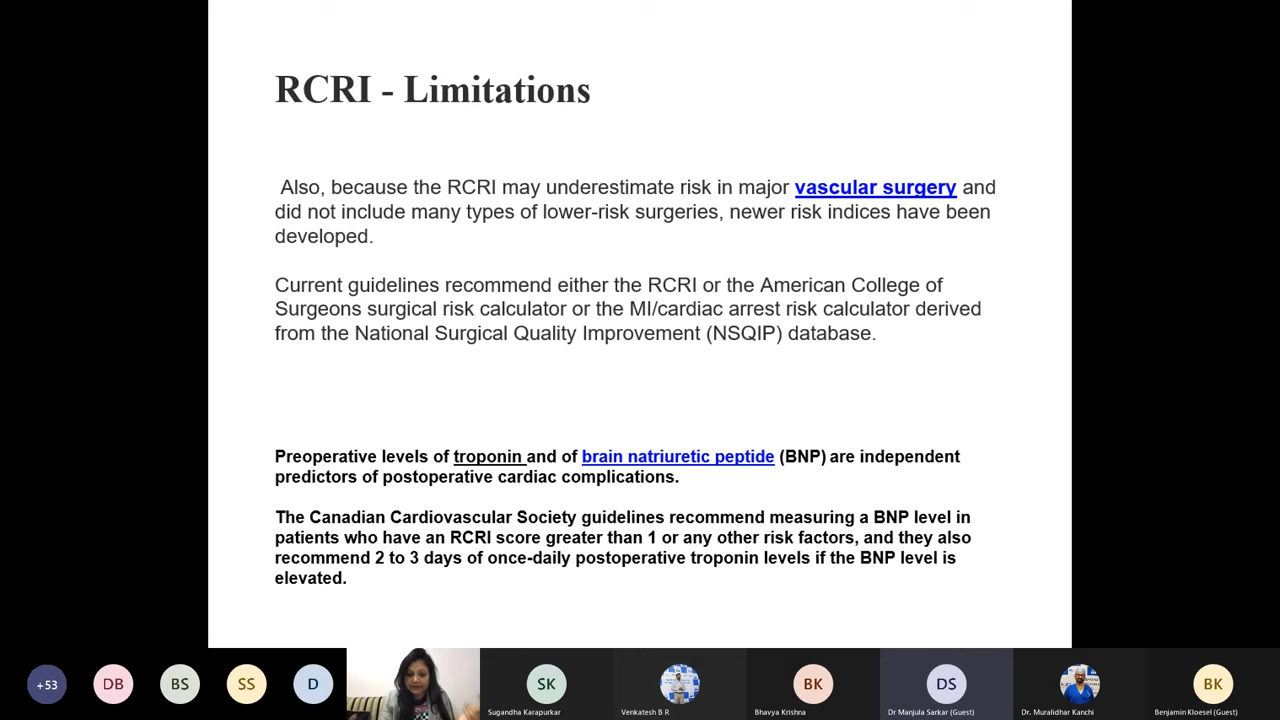 RCRI - Limitations
Also, because the RCRI may underestimate risk in major vascular surgery and
did not include many types of lower-risk surgeries, newer risk indices have been
developed.
Current guidelines recommend either the RCRI or the American College of
Surgeons surgical risk calculator or the MI/cardiac arrest risk calculator derived
from the National Surgical Quality Improvement (NSQIP) database.
Preoperative levels of troponin and of brain natriuretic peptide (BNP) are independent
predictors of postoperative cardiac complications.
The Canadian Cardiovascular Society guidelines recommend measuring a BNP level in
patients who have an RCRI score greater than 1 or any other risk factors, and they also
recommend 2 to 3 days of once-daily postoperative troponin levels if the BNP level is
elevated.
+53 DB BS SS D SK BK DS BK
Sugandha Karapurkar Venkatesh B R Bhavya Krishna Dr Manjula Sarkar (Guest) Dr. Muralidhar Kanchi Benjamin Kloesel (Guest)